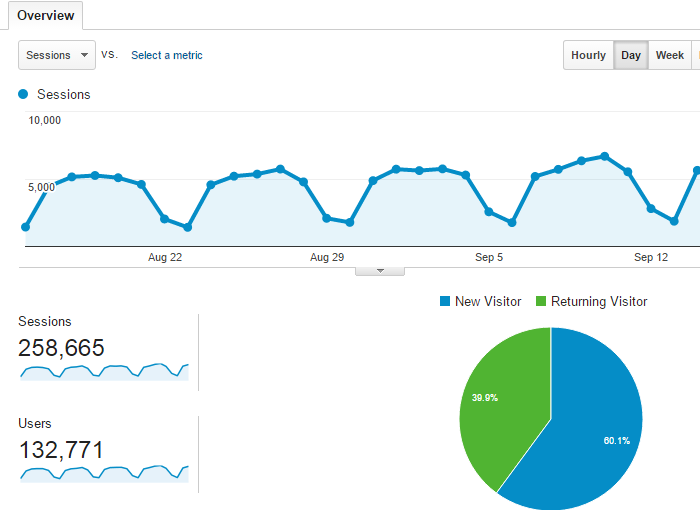 Overview
Sessions vs. Select a metric Hourly Day Week
Sessions
10,000
5,000
Aug 22 Aug 29 Sep 5 Sep 12
New Visitor Returning Visitor
Sessions
258,665
39.9%
Users
60.1%
132,771